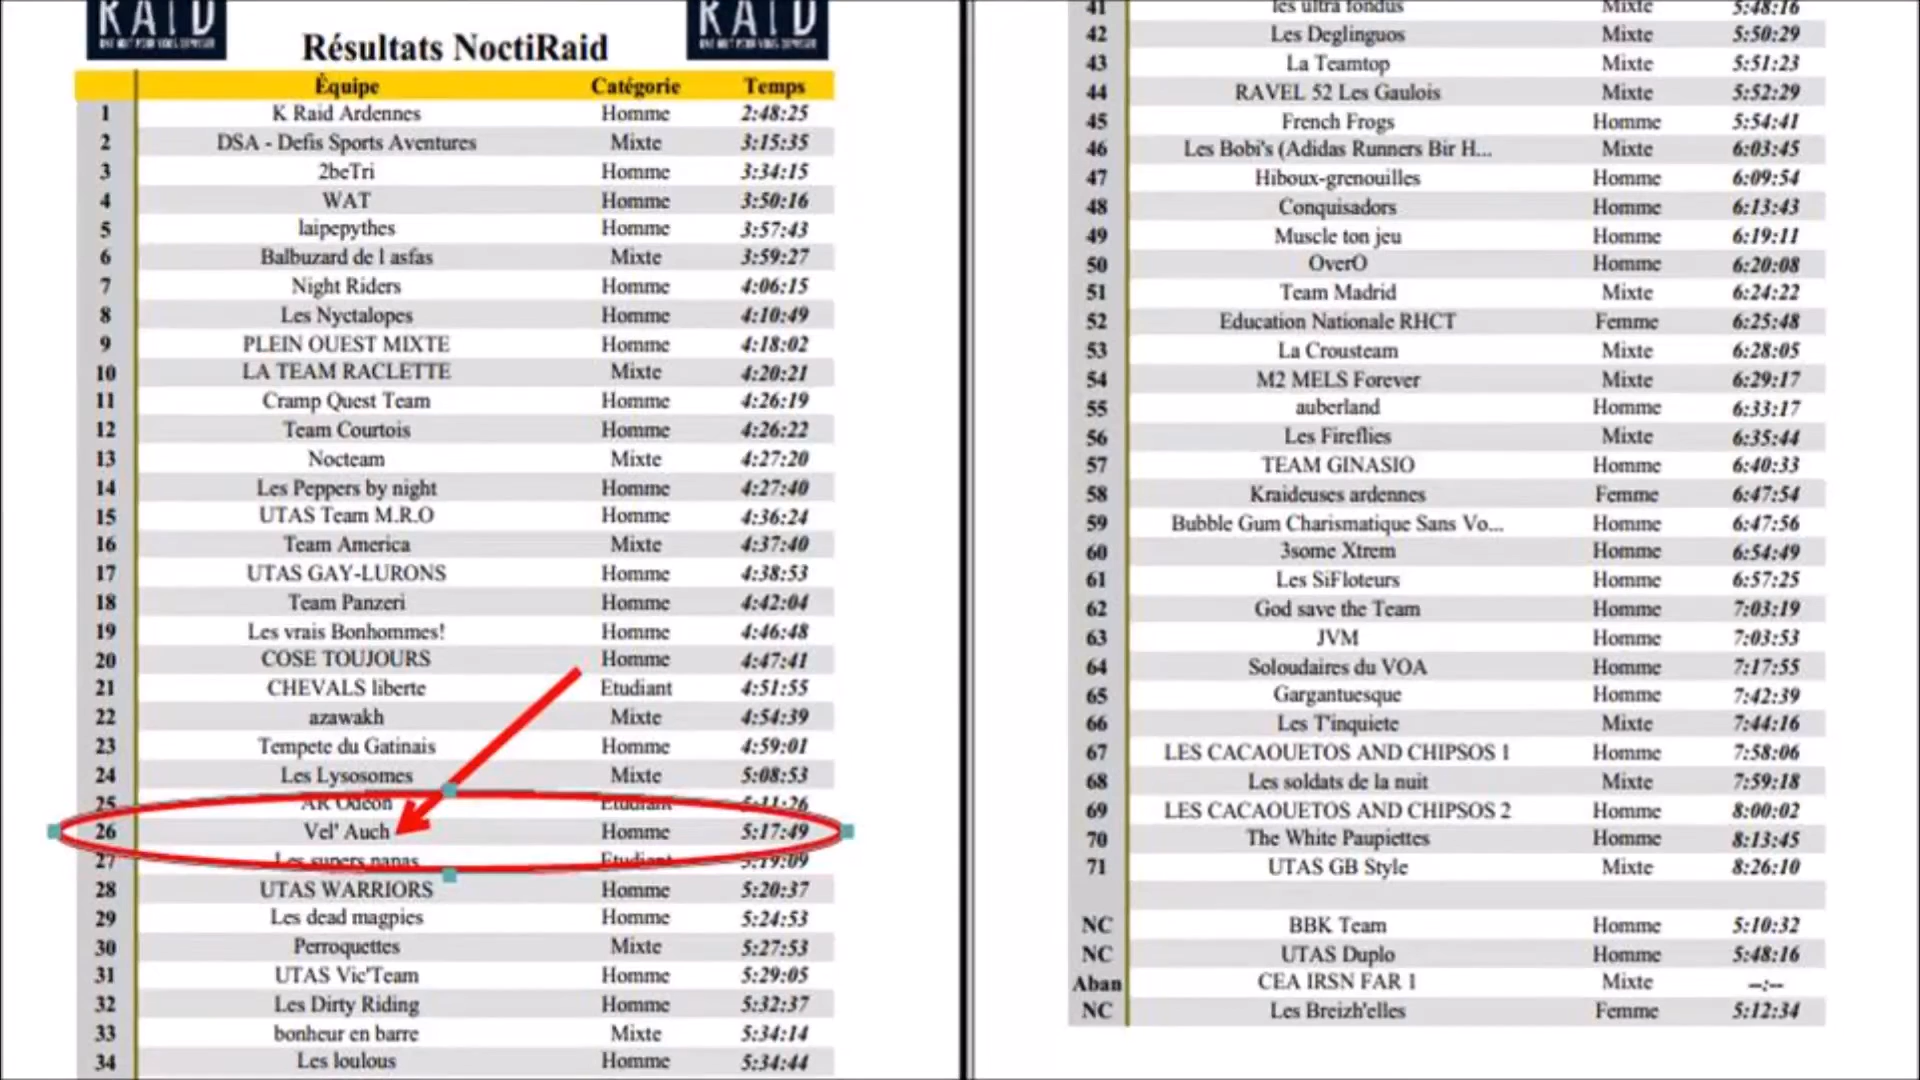 RAID
RAID
Résultats NoctiRaid
Équipe Catégorie Temps
1 K Raid Ardennes Homme 2:48:25
2 DSA - Defis Sports Aventures Mixte 3:15:35
3 2beTri Homme 3:34:15
4 WAT Homme 3:50:16
5 laipepythes Homme 3:57:43
6 Balbuzard de l asfas Mixte 3:59:27
7 Night Riders Homme 4:06:15
8 Les Nyctalopes Homme 4:10:49
9 PLEIN OUEST MIXTE Homme 4:18:02
10 LA TEAM RACLETTE Mixte 4:20:21
11 Cramp Quest Team Homme 4:26:19
12 Team Courtois Homme 4:26:22
13 Nocteam Mixte 4:27:20
14 Les Peppers by night Homme 4:27:40
15 UTAS Team M.R.O Homme 4:36:24
16 Team America Mixte 4:37:40
17 UTAS GAY-LURONS Homme 4:38:53
18 Team Panzeri Homme 4:42:04
19 Les vrais Bonhommes! Homme 4:46:48
20 COSE TOUJOURS Homme 4:47:41
21 CHEVALS liberte Etudiant 4:51:55
22 azawakh Mixte 4:54:39
23 Tempete du Gatinais Homme 4:59:01
24 Les Lysosomes Mixte 5:08:53
25 AR Odeon Etudiant 5:11:26
26 Vel' Auch Homme 5:17:49
27 Les supers nanas Etudiant 5:19:09
28 UTAS WARRIORS Homme 5:20:37
29 Les dead magpies Homme 5:24:53
30 Perroquettes Mixte 5:27:53
31 UTAS Vic'Team Homme 5:29:05
32 Les Dirty Riding Homme 5:32:37
33 bonheur en barre Mixte 5:34:14
34 Les loulous Homme 5:34:44
41 les ultra fondus Mixte 5:48:16
42 Les Deglinguos Mixte 5:50:29
43 La Teamtop Mixte 5:51:23
44 RAVEL 52 Les Gaulois Mixte 5:52:29
45 French Frogs Homme 5:54:41
46 Les Bobi's (Adidas Runners Bir H... Mixte 6:03:45
47 Hiboux-grenouilles Homme 6:09:54
48 Conquisadors Homme 6:13:43
49 Muscle ton jeu Homme 6:19:11
50 OverO Homme 6:20:08
51 Team Madrid Mixte 6:24:22
52 Education Nationale RHCT Femme 6:25:48
53 La Crousteam Mixte 6:28:05
54 M2 MELS Forever Mixte 6:29:17
55 auberland Homme 6:33:17
56 Les Fireflies Mixte 6:35:44
57 TEAM GINASIO Homme 6:40:33
58 Kraideuses ardennes Femme 6:47:54
59 Bubble Gum Charismatique Sans Vo... Homme 6:47:56
60 3some Xtrem Homme 6:54:49
61 Les SiFloteurs Homme 6:57:25
62 God save the Team Homme 7:03:19
63 JVM Homme 7:03:53
64 Soloudaires du VOA Homme 7:17:55
65 Gargantuesque Homme 7:42:39
66 Les T'inquiete Mixte 7:44:16
67 LES CACAOUETOS AND CHIPSOS 1 Homme 7:58:06
68 Les soldats de la nuit Mixte 7:59:18
69 LES CACAOUETOS AND CHIPSOS 2 Homme 8:00:02
70 The White Paupiettes Homme 8:13:45
71 UTAS GB Style Mixte 8:26:10
NC BBK Team Homme 5:10:32
NC UTAS Duplo Homme 5:48:16
Aban CEA IRSN FAR 1 Mixte --:--
NC Les Breizh'elles Femme 5:12:34